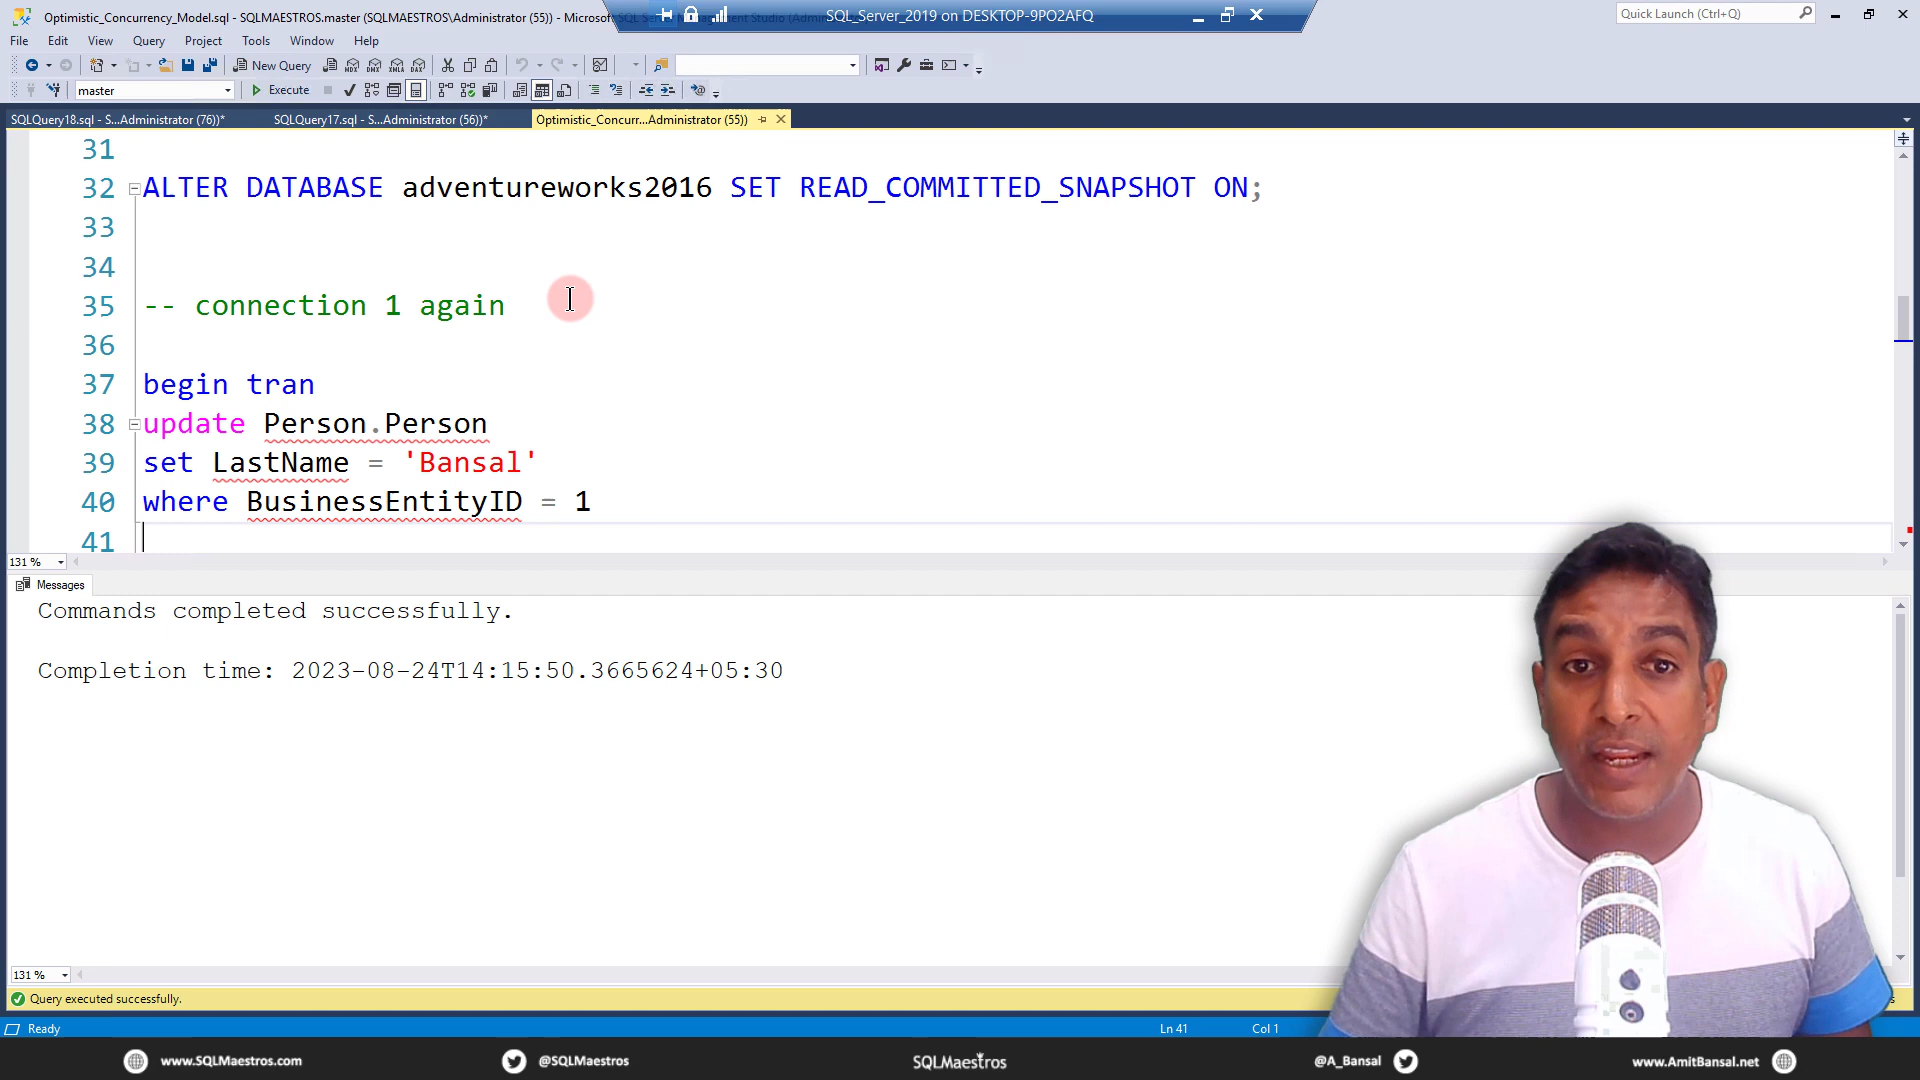 Optimistic_Concurrency_Model.sql - SQLMAESTROS.master (SQLMAESTROS\Administrator (55)) - Microsoft
SQL_Server_2019 on DESKTOP-9PO2AFQ
Quick Launch (Ctrl+Q)
File Edit View Query Project Tools Window Help
New Query
master
Execute
SQLQuery18.sql - S...Administrator (76))*
SQLQuery17.sql - S...Administrator (56))*
Optimistic_Concurr...Administrator (55))
31
32 ALTER DATABASE adventureworks2016 SET READ_COMMITTED_SNAPSHOT ON;
33
34
35 -- connection 1 again
36
37 begin tran
38 update Person.Person
39 set LastName = 'Bansal'
40 where BusinessEntityID = 1
41
131 %
Messages
Commands completed successfully.
Completion time: 2023-08-24T14:15:50.3665624+05:30
131 %
Query executed successfully.
Ready
Ln 41
Col 1
www.SQLMaestros.com
@SQLMaestros
SQLMaestros
@A_Bansal
www.AmitBansal.net